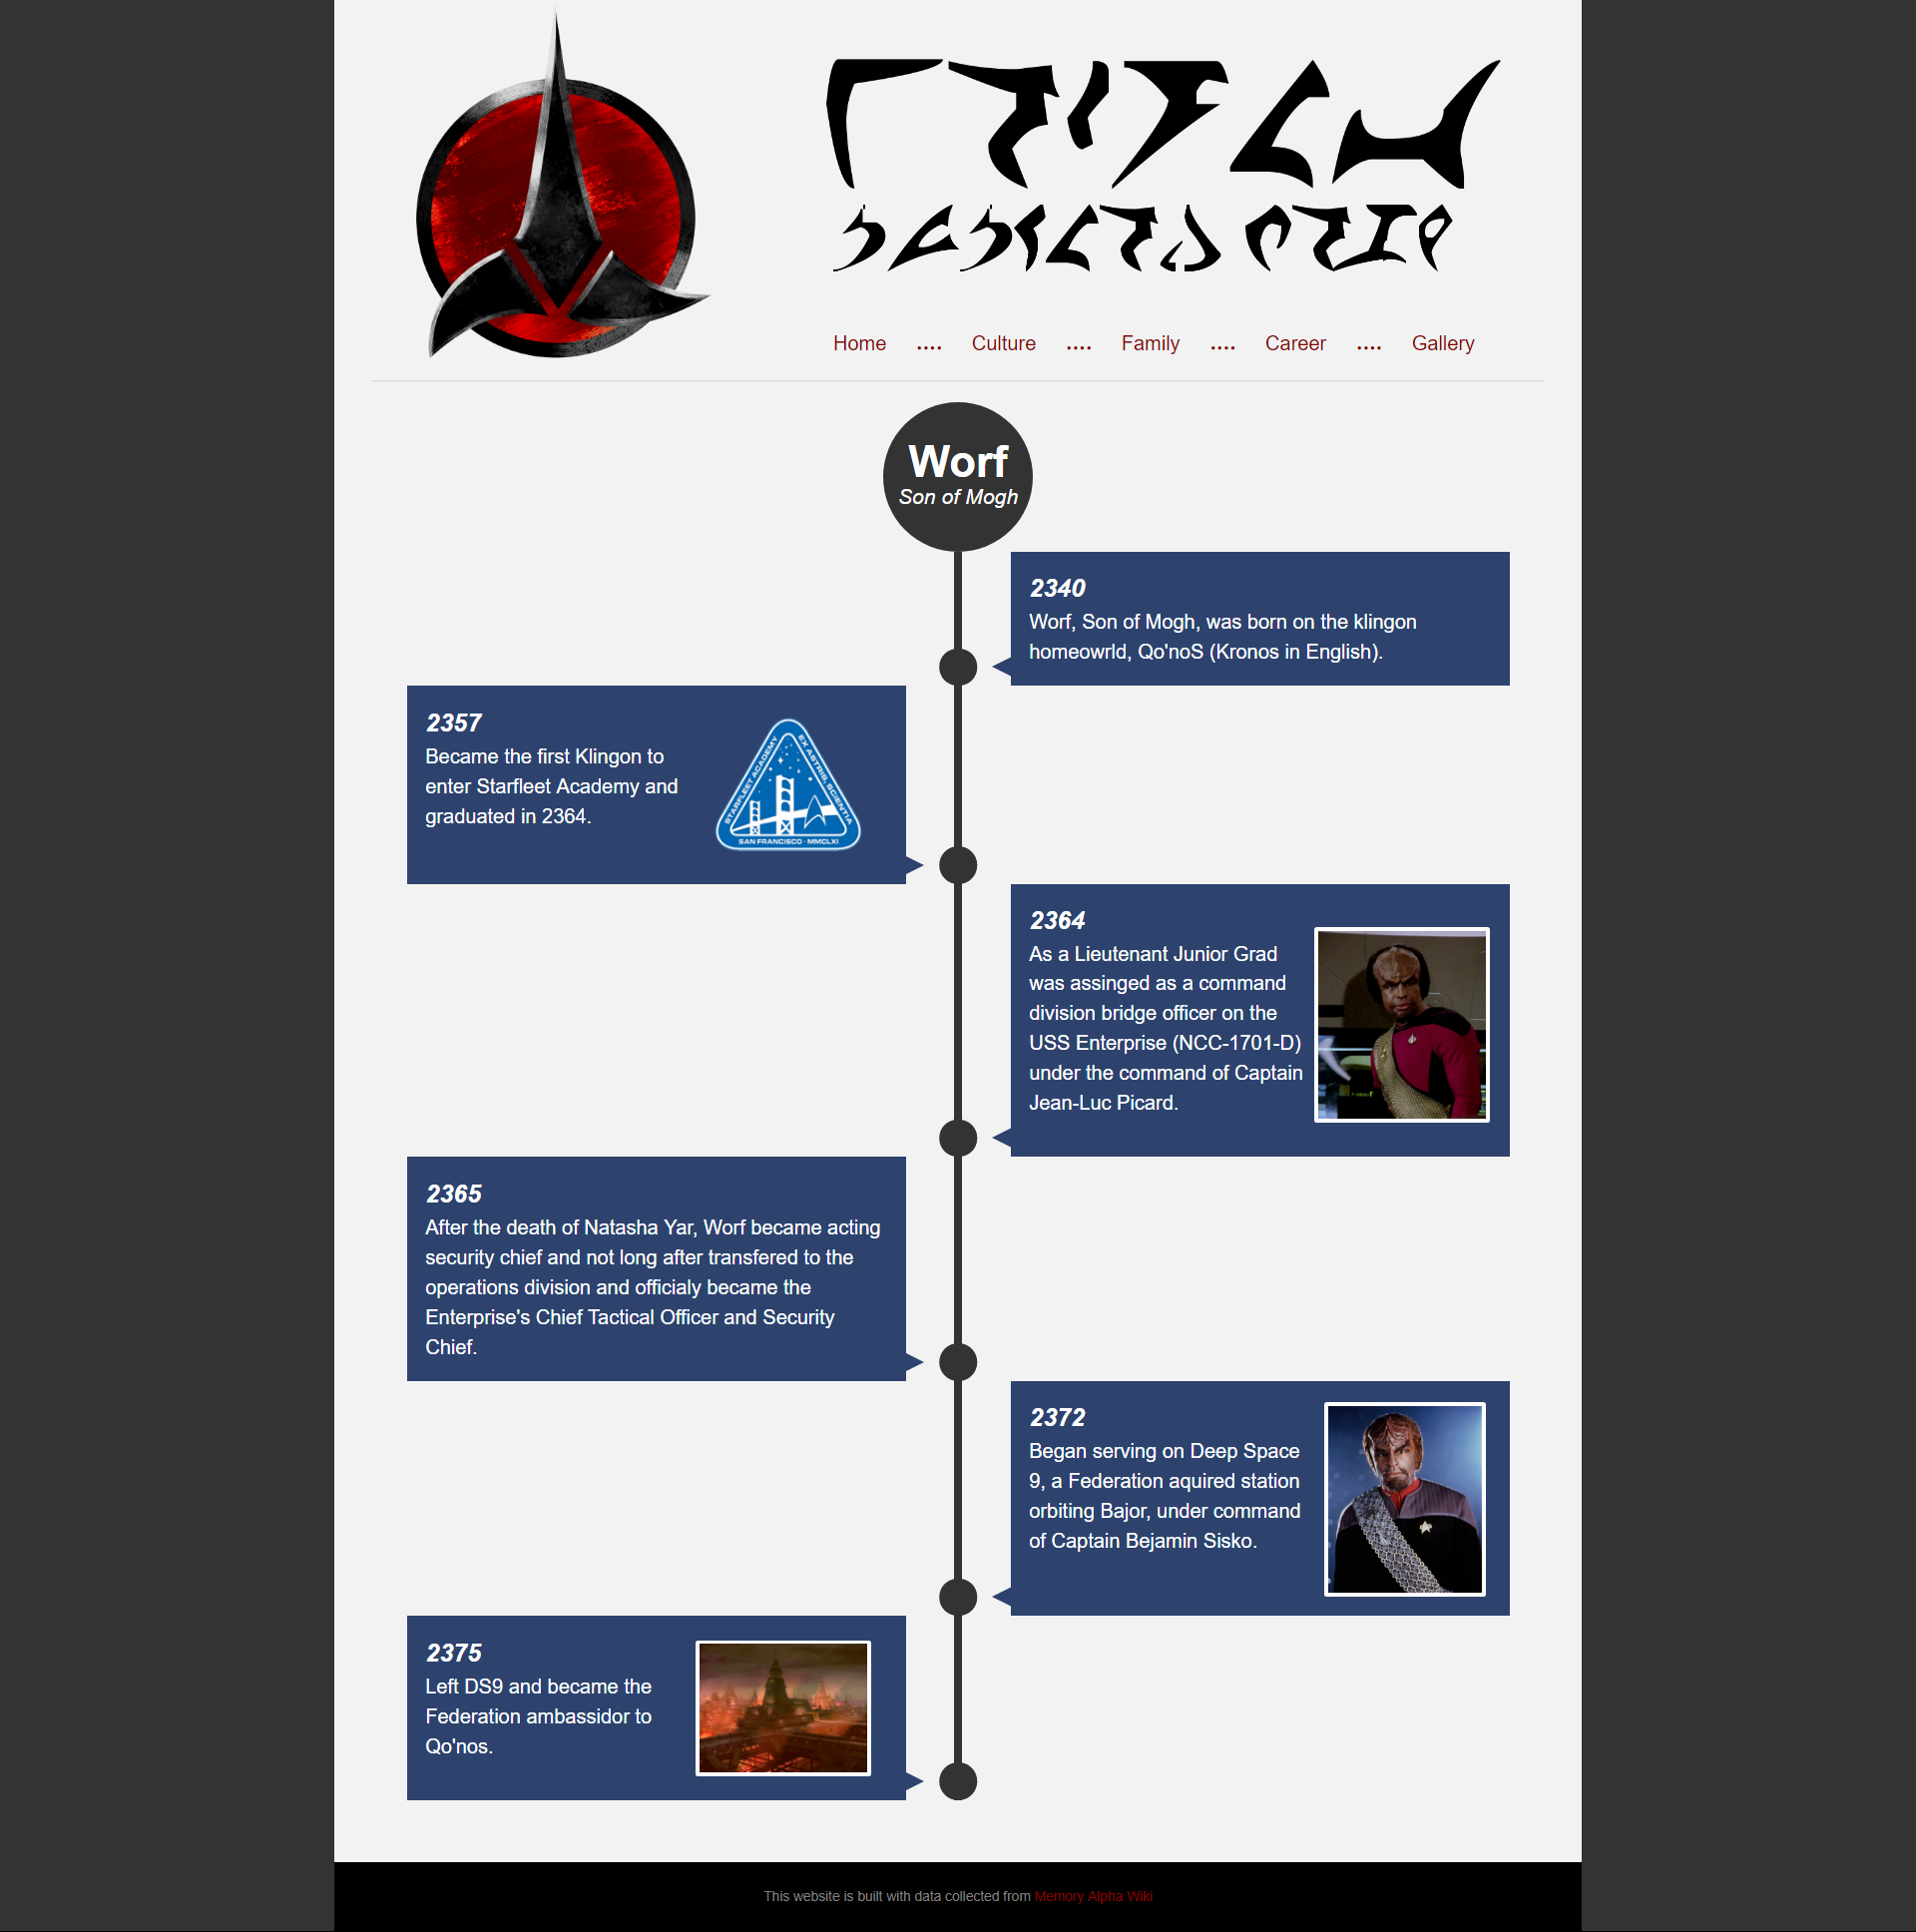 Home .... Culture .... Family .... Career .... Gallery
Worf
Son of Mogh
2340
Worf, Son of Mogh, was born on the klingon
homeowrld, Qo'noS (Kronos in English).
2357
Became the first Klingon to
enter Starfleet Academy and
graduated in 2364.
STARFLEET ACADEMY
EX ASTRIS, SCIENTIA
SAN FRANCISCO · MMCLXI
2364
As a Lieutenant Junior Grad
was assinged as a command
division bridge officer on the
USS Enterprise (NCC-1701-D)
under the command of Captain
Jean-Luc Picard.
2365
After the death of Natasha Yar, Worf became acting
security chief and not long after transfered to the
operations division and officialy became the
Enterprise's Chief Tactical Officer and Security
Chief.
2372
Began serving on Deep Space
9, a Federation aquired station
orbiting Bajor, under command
of Captain Bejamin Sisko.
2375
Left DS9 and became the
Federation ambassidor to
Qo'nos.
This website is built with data collected from Memory Alpha Wiki